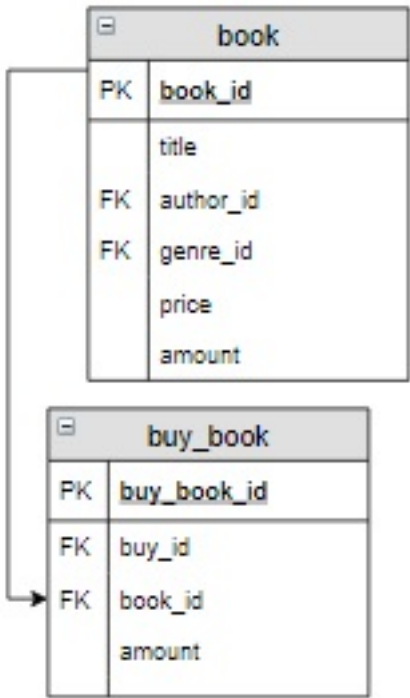 book
PK book_id
title
FK author_id
FK genre_id
price
amount
buy_book
PK buy_book_id
FK buy_id
FK book_id
amount